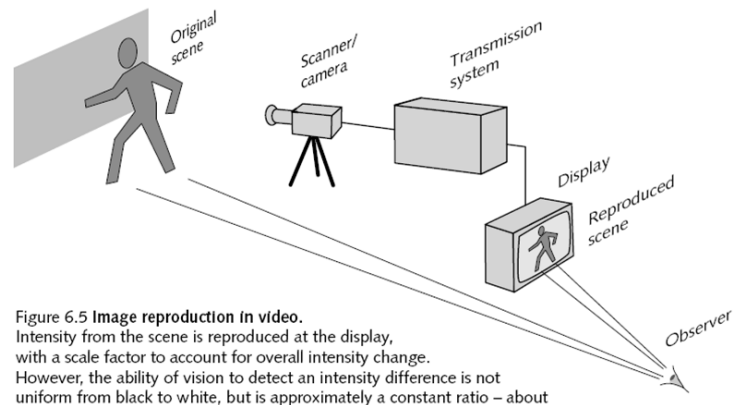 Original
scene
Scanner/
camera
Transmission
system
Display
Reproduced
scene
Observer
Figure 6.5 Image reproduction in video.
Intensity from the scene is reproduced at the display,
with a scale factor to account for overall intensity change.
However, the ability of vision to detect an intensity difference is not
uniform from black to white, but is approximately a constant ratio – about